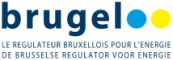 brugel
LE REGULATEUR BRUXELLOIS POUR L'ENERGIE
DE BRUSSELSE REGULATOR VOOR ENERGIE